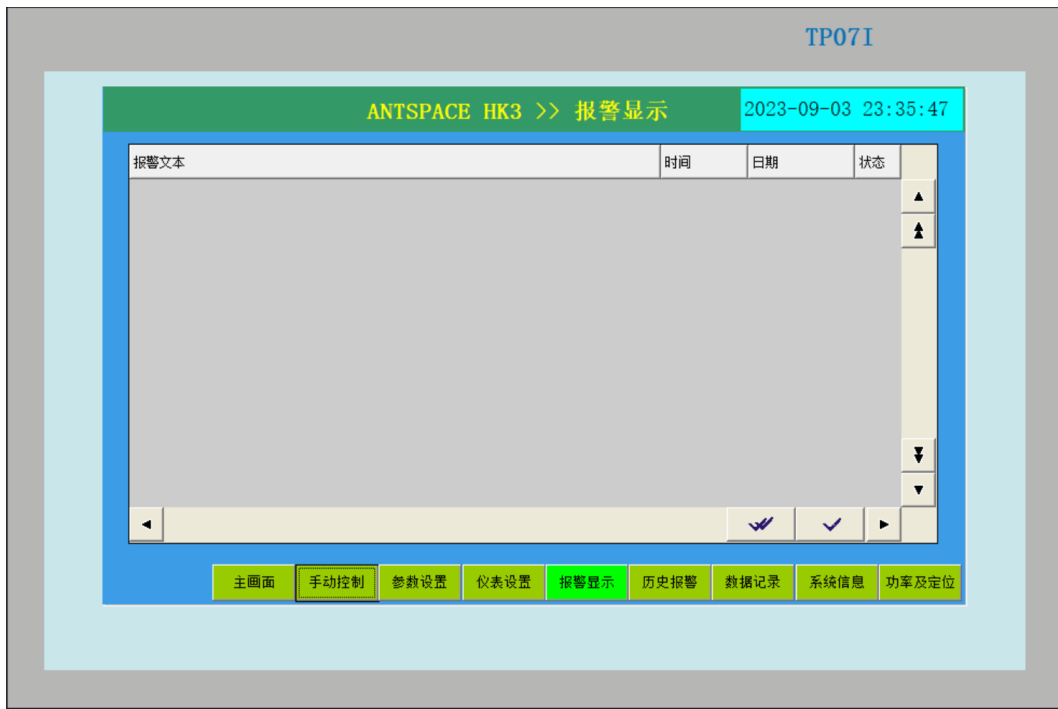 TP07I
ANTSPACE HK3 >> 报警显示 2023-09-03 23:35:47
报警文本 时间 日期 状态
主画面 手动控制 参数设置 仪表设置 报警显示 历史报警 数据记录 系统信息 功率及定位